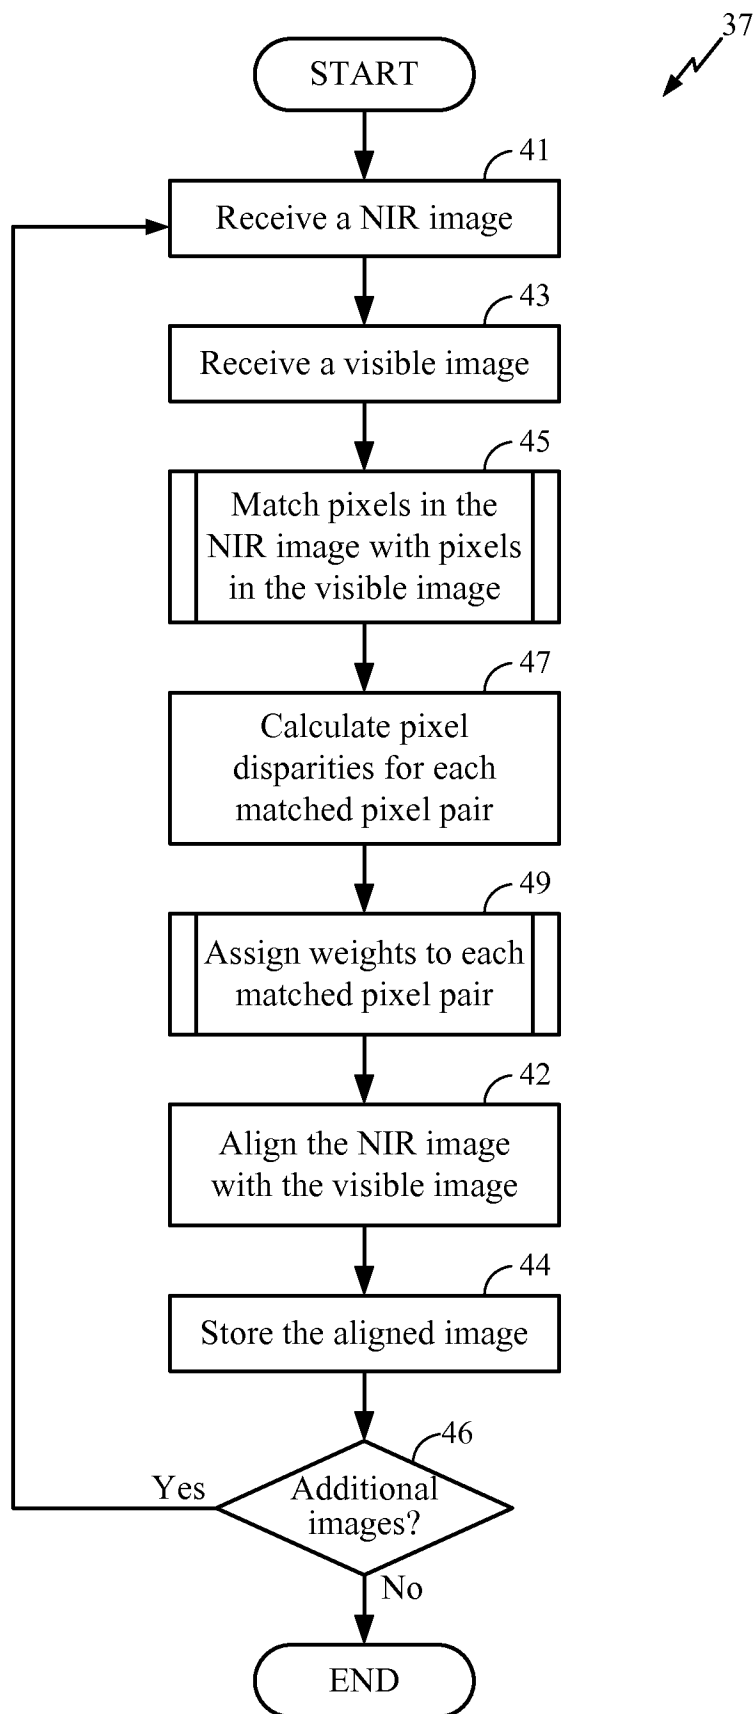 37
START
41
Receive a NIR image
43
Receive a visible image
45
Match pixels in the
NIR image with pixels
in the visible image
47
Calculate pixel
disparities for each
matched pixel pair
49
Assign weights to each
matched pixel pair
42
Align the NIR image
with the visible image
44
Store the aligned image
46
Yes
Additional
images?
No
END